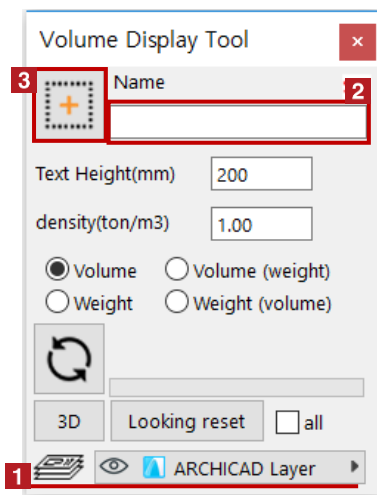 Volume Display Tool
3
Name
2
Text Height(mm) 200
density(ton/m3) 1.00
Volume Volume (weight)
Weight Weight (volume)
3D Looking reset all
1
ARCHICAD Layer